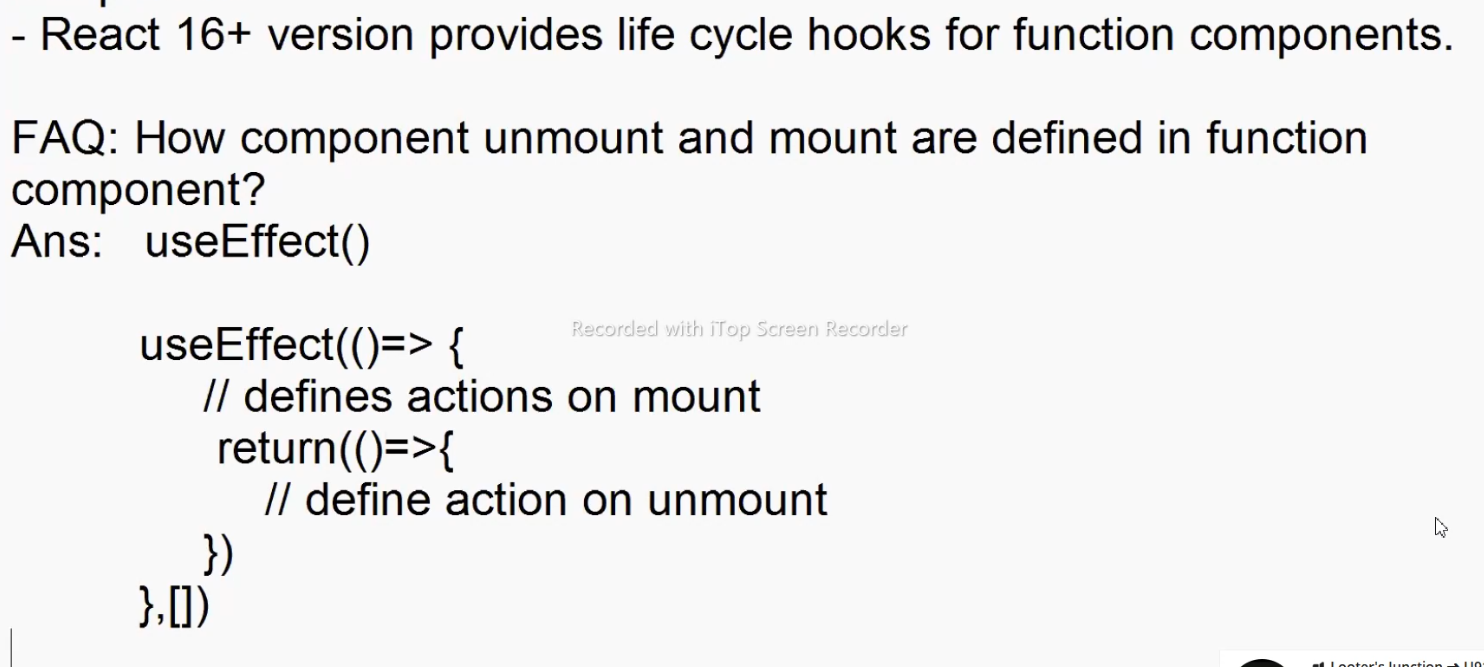 - React 16+ version provides life cycle hooks for function components.
FAQ: How component unmount and mount are defined in function
component?
Ans: useEffect()
useEffect(()=> {
Recorded with iTop Screen Recorder
// defines actions on mount
return(()=>{
// define action on unmount
})
},[])
Looter's Junction